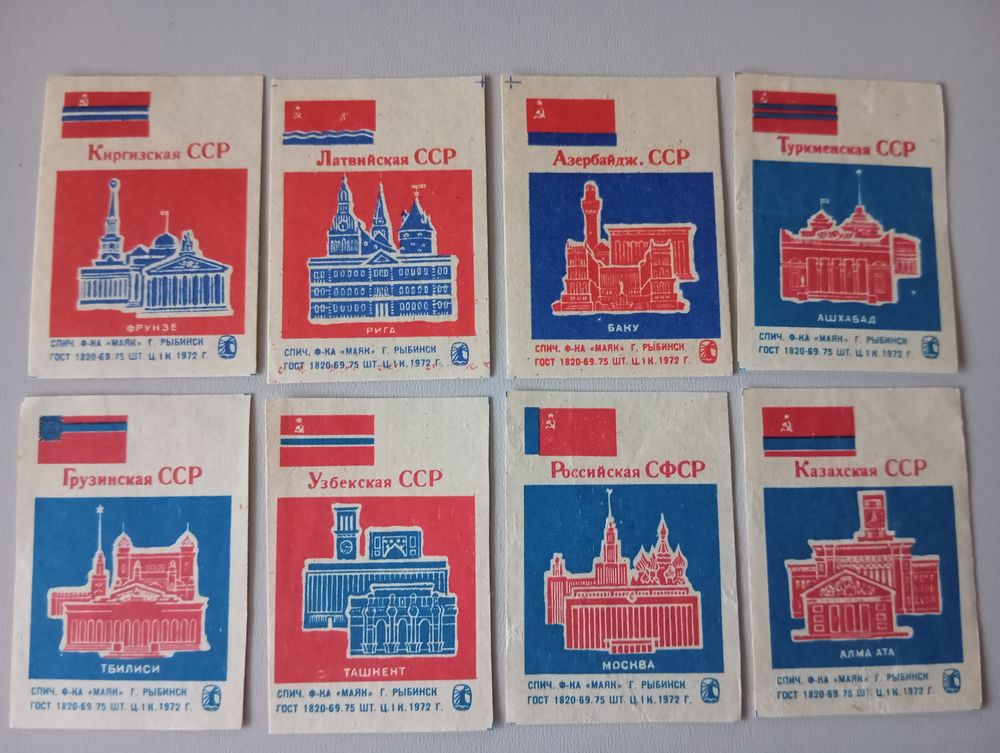 Киргизская ССР
ФРУНЗЕ
СПИЧ. Ф-КА «МАЯК» Г. РЫБИНСК
ГОСТ 1820-69. 75 ШТ. Ц. 1 К. 1972 Г.
Латвийская ССР
РИГА
СПИЧ. Ф-КА «МАЯК» Г. РЫБИНСК
ГОСТ 1820-69. 75 ШТ. Ц. 1 К. 1972 Г.
Азербайдж. ССР
БАКУ
СПИЧ. Ф-КА «МАЯК» Г. РЫБИНСК
ГОСТ 1820-69. 75 ШТ. Ц. 1 К. 1972 Г.
Туркменская ССР
АШХАБАД
СПИЧ. Ф-КА «МАЯК» Г. РЫБИНСК
ГОСТ 1820-69. 75 ШТ. Ц. 1 К. 1972 Г.
Грузинская ССР
ТБИЛИСИ
СПИЧ. Ф-КА «МАЯК» Г. РЫБИНСК
ГОСТ 1820-69. 75 ШТ. Ц. 1 К. 1972 Г.
Узбекская ССР
ТАШКЕНТ
СПИЧ. Ф-КА «МАЯК» Г. РЫБИНСК
ГОСТ 1820-69. 75 ШТ. Ц. 1 К. 1972 Г.
Российская СФСР
МОСКВА
СПИЧ. Ф-КА «МАЯК» Г. РЫБИНСК
ГОСТ 1820-69. 75 ШТ. Ц. 1 К. 1972 Г.
Казахская ССР
АЛМА АТА
СПИЧ. Ф-КА «МАЯК» Г. РЫБИНСК
ГОСТ 1820-69. 75 ШТ. Ц. 1 К. 1972 Г.